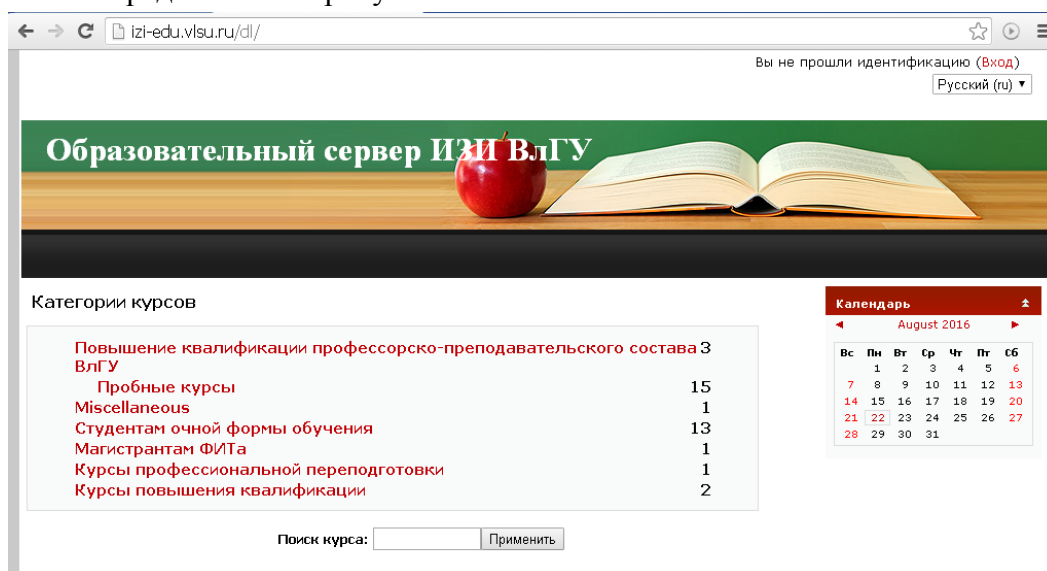 izi-edu.vlsu.ru/dl/
Вы не прошли идентификацию (Вход)
Русский (ru)
Образовательный сервер ИЗИ ВлГУ
Категории курсов
Повышение квалификации профессорско-преподавательского состава 3
ВлГУ
Пробные курсы 15
Miscellaneous 1
Студентам очной формы обучения 13
Магистрантам ФИТа 1
Курсы профессиональной переподготовки 1
Курсы повышения квалификации 2
Поиск курса: Применить
Календарь
August 2016
Вс Пн Вт Ср Чт Пт Сб
1 2 3 4 5 6
7 8 9 10 11 12 13
14 15 16 17 18 19 20
21 22 23 24 25 26 27
28 29 30 31